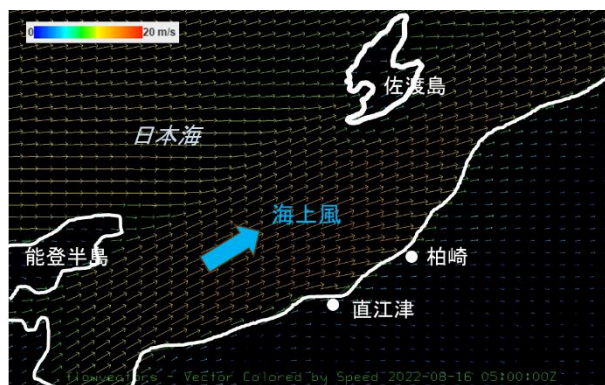 0 20 m/s
佐渡島
日本海
海上風
能登半島
柏崎
直江津
flowvectors - Vector Colored by Speed 2022-08-16 05:00:00Z